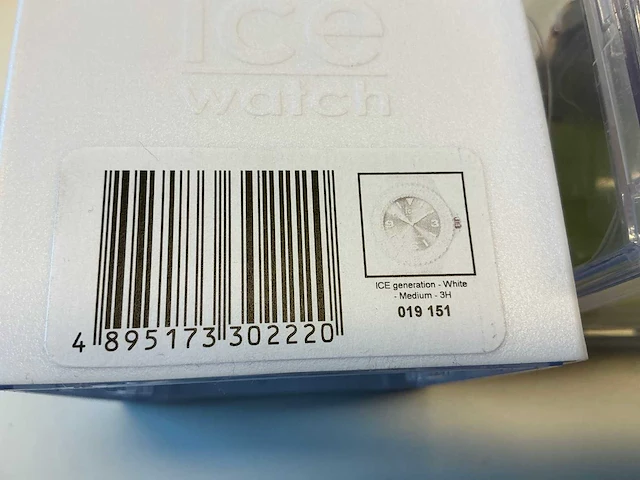 ice
watch
ICE generation - White
- Medium - 3H
019 151
4 895173 302220